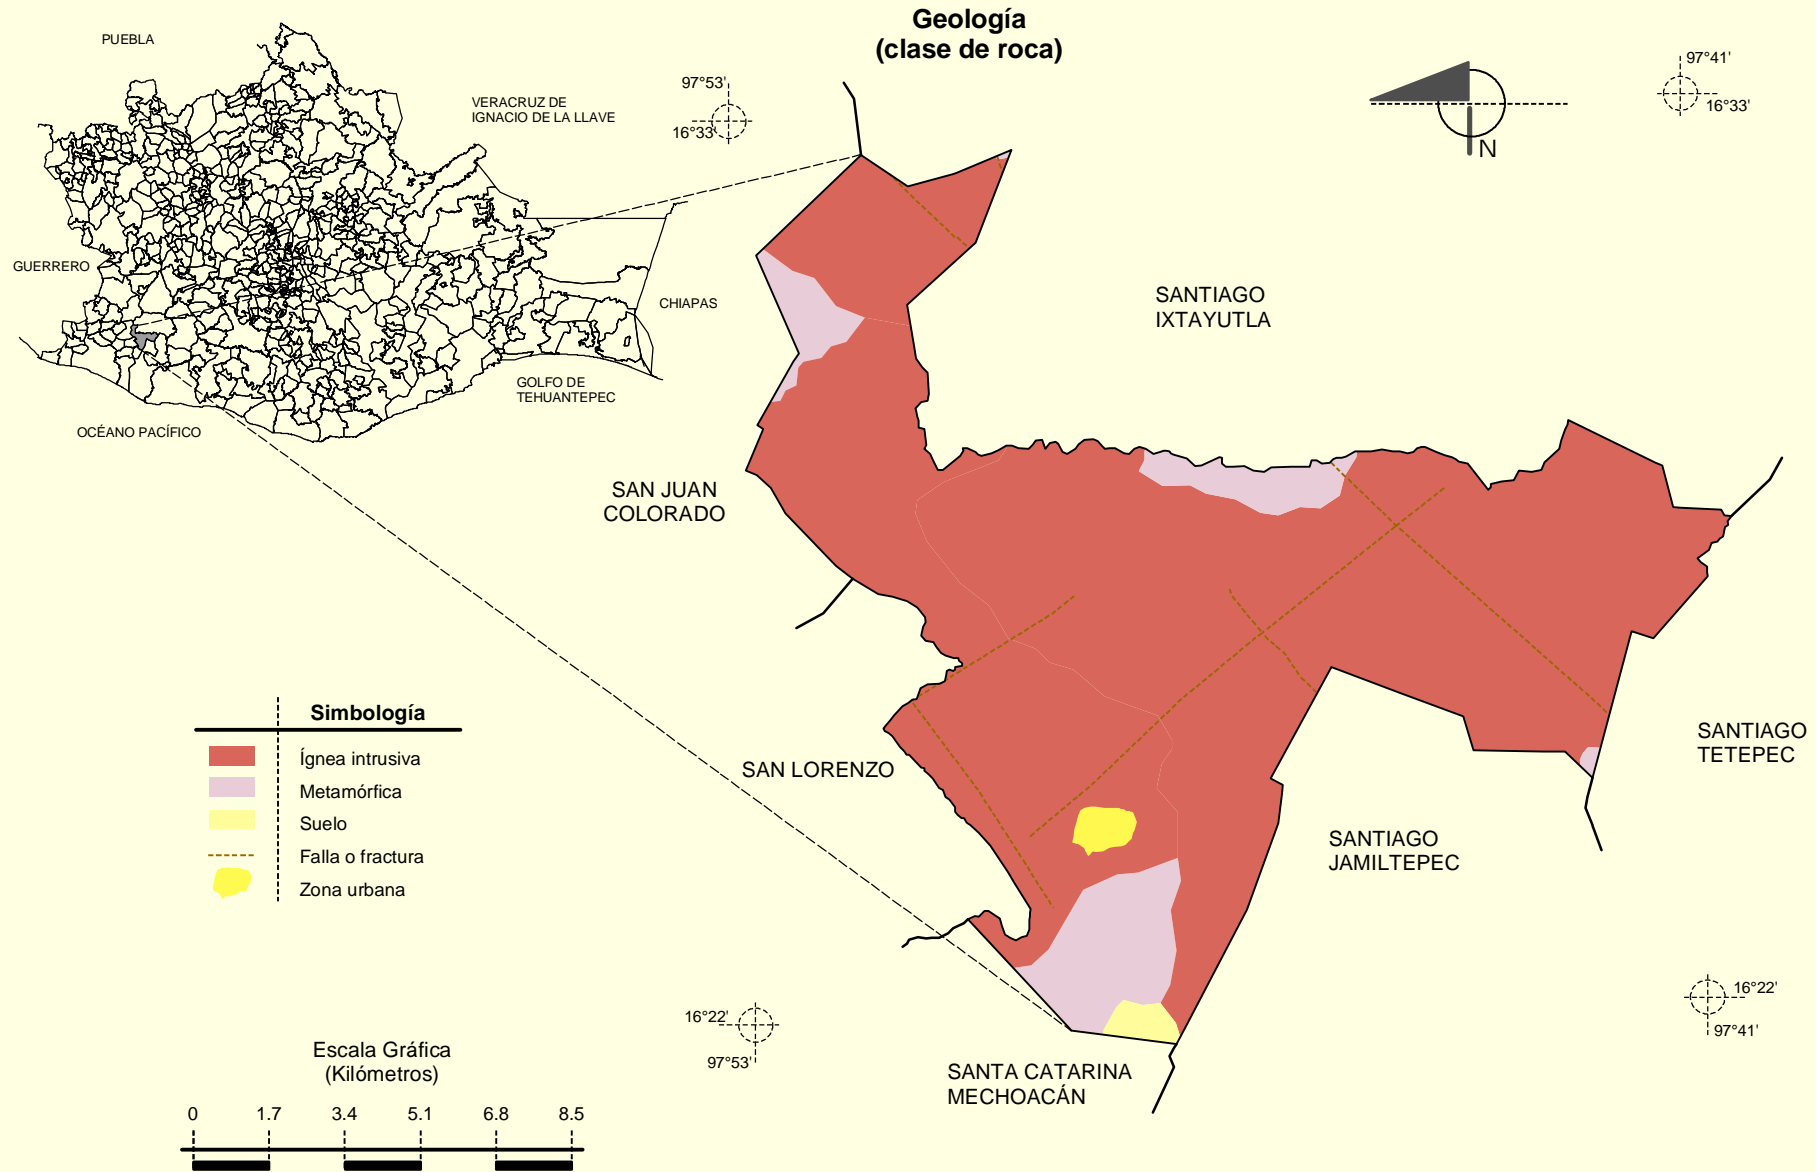 Geología
(clase de roca)
PUEBLA
VERACRUZ DE
IGNACIO DE LA LLAVE
GUERRERO
CHIAPAS
GOLFO DE
TEHUANTEPEC
OCÉANO PACÍFICO
97°53'
16°33'
97°41'
16°33'
N
SANTIAGO
IXTAYUTLA
SAN JUAN
COLORADO
SAN LORENZO
SANTIAGO
TETEPEC
SANTIAGO
JAMILTEPEC
SANTA CATARINA
MECHOACÁN
16°22'
97°53'
16°22'
97°41'
Simbología
Ígnea intrusiva
Metamórfica
Suelo
Falla o fractura
Zona urbana
Escala Gráfica
(Kilómetros)
0 1.7 3.4 5.1 6.8 8.5